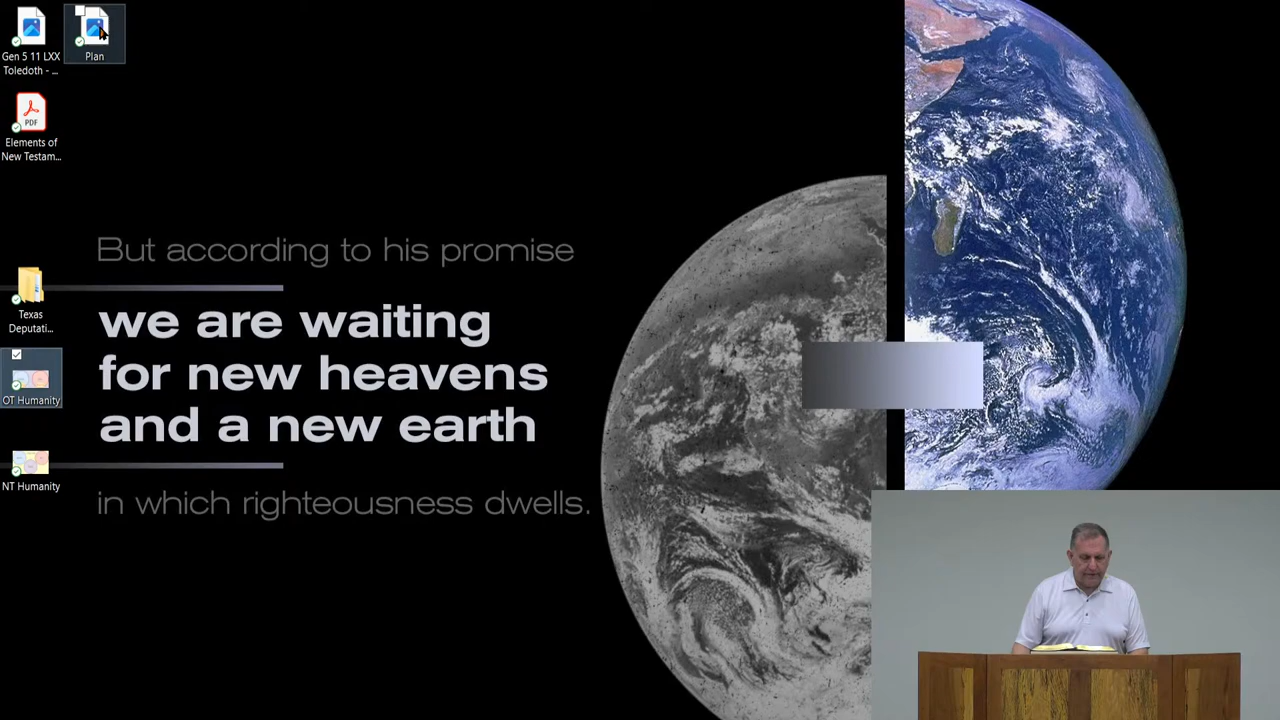 Gen 5 11 LXX
Toledoth - ...
Plan
PDF
Elements of
New Testam...
But according to his promise
we are waiting
for new heavens
and a new earth
in which righteousness dwells.
Texas
Deputati...
OT Humanity
NT Humanity